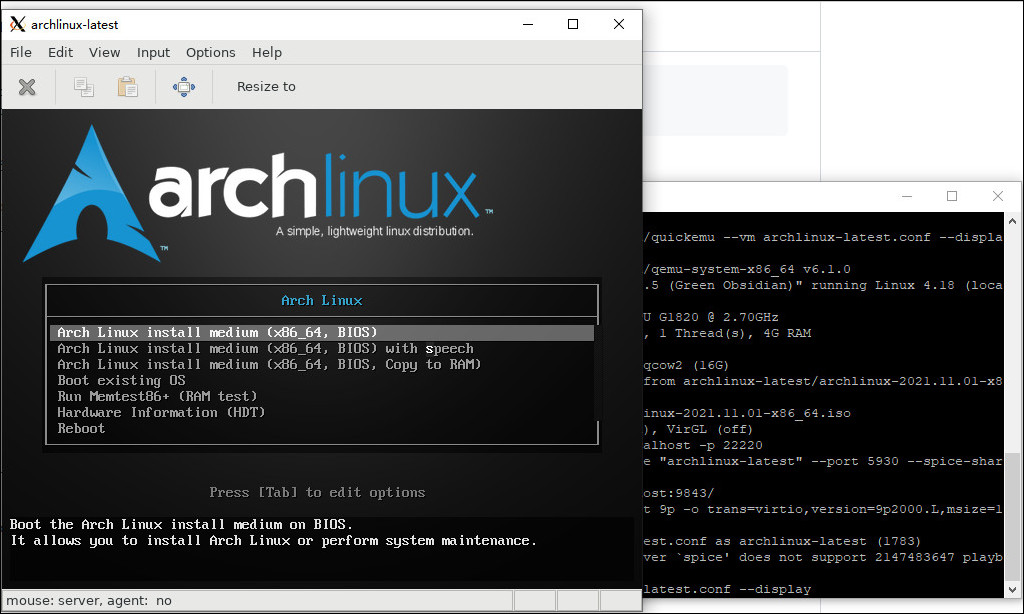 archlinux-latest
File Edit View Input Options Help
Resize to
archlinux™
A simple, lightweight linux distribution.
™
Arch Linux
Arch Linux install medium (x86_64, BIOS)
Arch Linux install medium (x86_64, BIOS) with speech
Arch Linux install medium (x86_64, BIOS, Copy to RAM)
Boot existing OS
Run Memtest86+ (RAM test)
Hardware Information (HDT)
Reboot
Press [Tab] to edit options
Boot the Arch Linux install medium on BIOS.
It allows you to install Arch Linux or perform system maintenance.
mouse: server, agent: no
/quickemu --vm archlinux-latest.conf --displa
/qemu-system-x86_64 v6.1.0
.5 (Green Obsidian)" running Linux 4.18 (loca
U G1820 @ 2.70GHz
, 1 Thread(s), 4G RAM
qcow2 (16G)
from archlinux-latest/archlinux-2021.11.01-x8
inux-2021.11.01-x86_64.iso
), VirGL (off)
alhost -p 22220
e "archlinux-latest" --port 5930 --spice-shar
ost:9843/
t 9p -o trans=virtio,version=9p2000.L,msize=1
est.conf as archlinux-latest (1783)
ver `spice' does not support 2147483647 playb
latest.conf --display